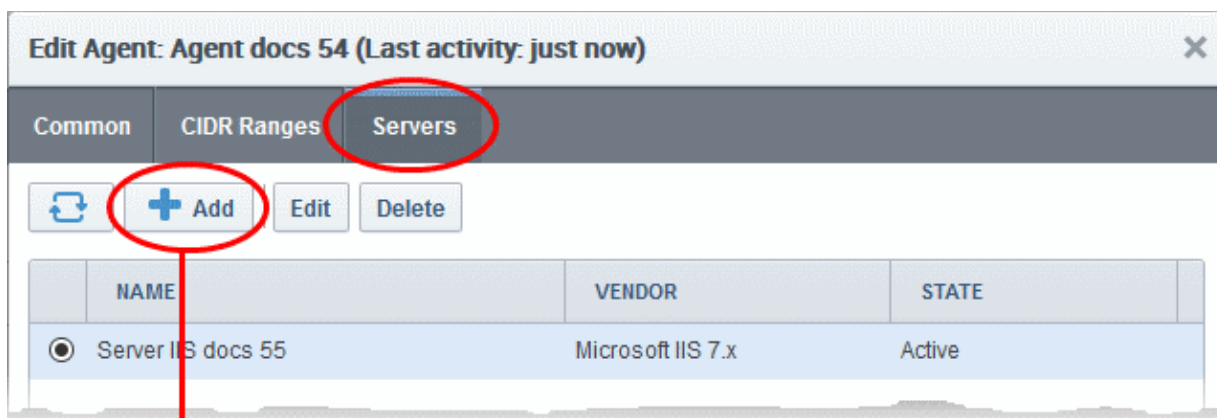 Edit Agent: Agent docs 54 (Last activity: just now)
Common CIDR Ranges Servers
Add Edit Delete
NAME VENDOR STATE
Server IIS docs 55 Microsoft IIS 7.x Active